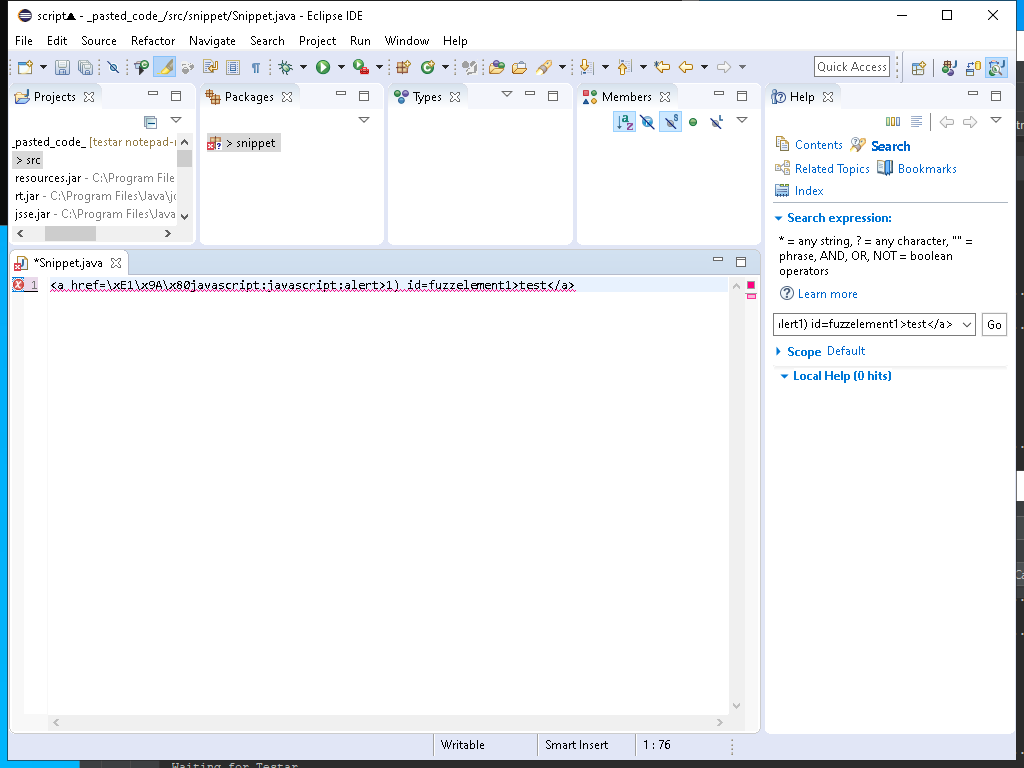 script▲ - _pasted_code_/src/snippet/Snippet.java - Eclipse IDE
File Edit Source Refactor Navigate Search Project Run Window Help
Quick Access
Projects
_pasted_code_ [testar notepad-
> src
resources.jar - C:\Program File
rt.jar - C:\Program Files\Java\jd
jsse.jar - C:\Program Files\Java
Packages
> snippet
Types
Members
Help
Contents Search
Related Topics Bookmarks
Index
Search expression:
* = any string, ? = any character, "" =
phrase, AND, OR, NOT = boolean
operators
Learn more
alert1) id=fuzzelement1>test</a> Go
Scope Default
Local Help (0 hits)
*Snippet.java
1 <a href=\xE1\x9A\x80javascript:javascript:alert>1) id=fuzzelement1>test</a>
Writable Smart Insert 1 : 76
Waiting for Testar